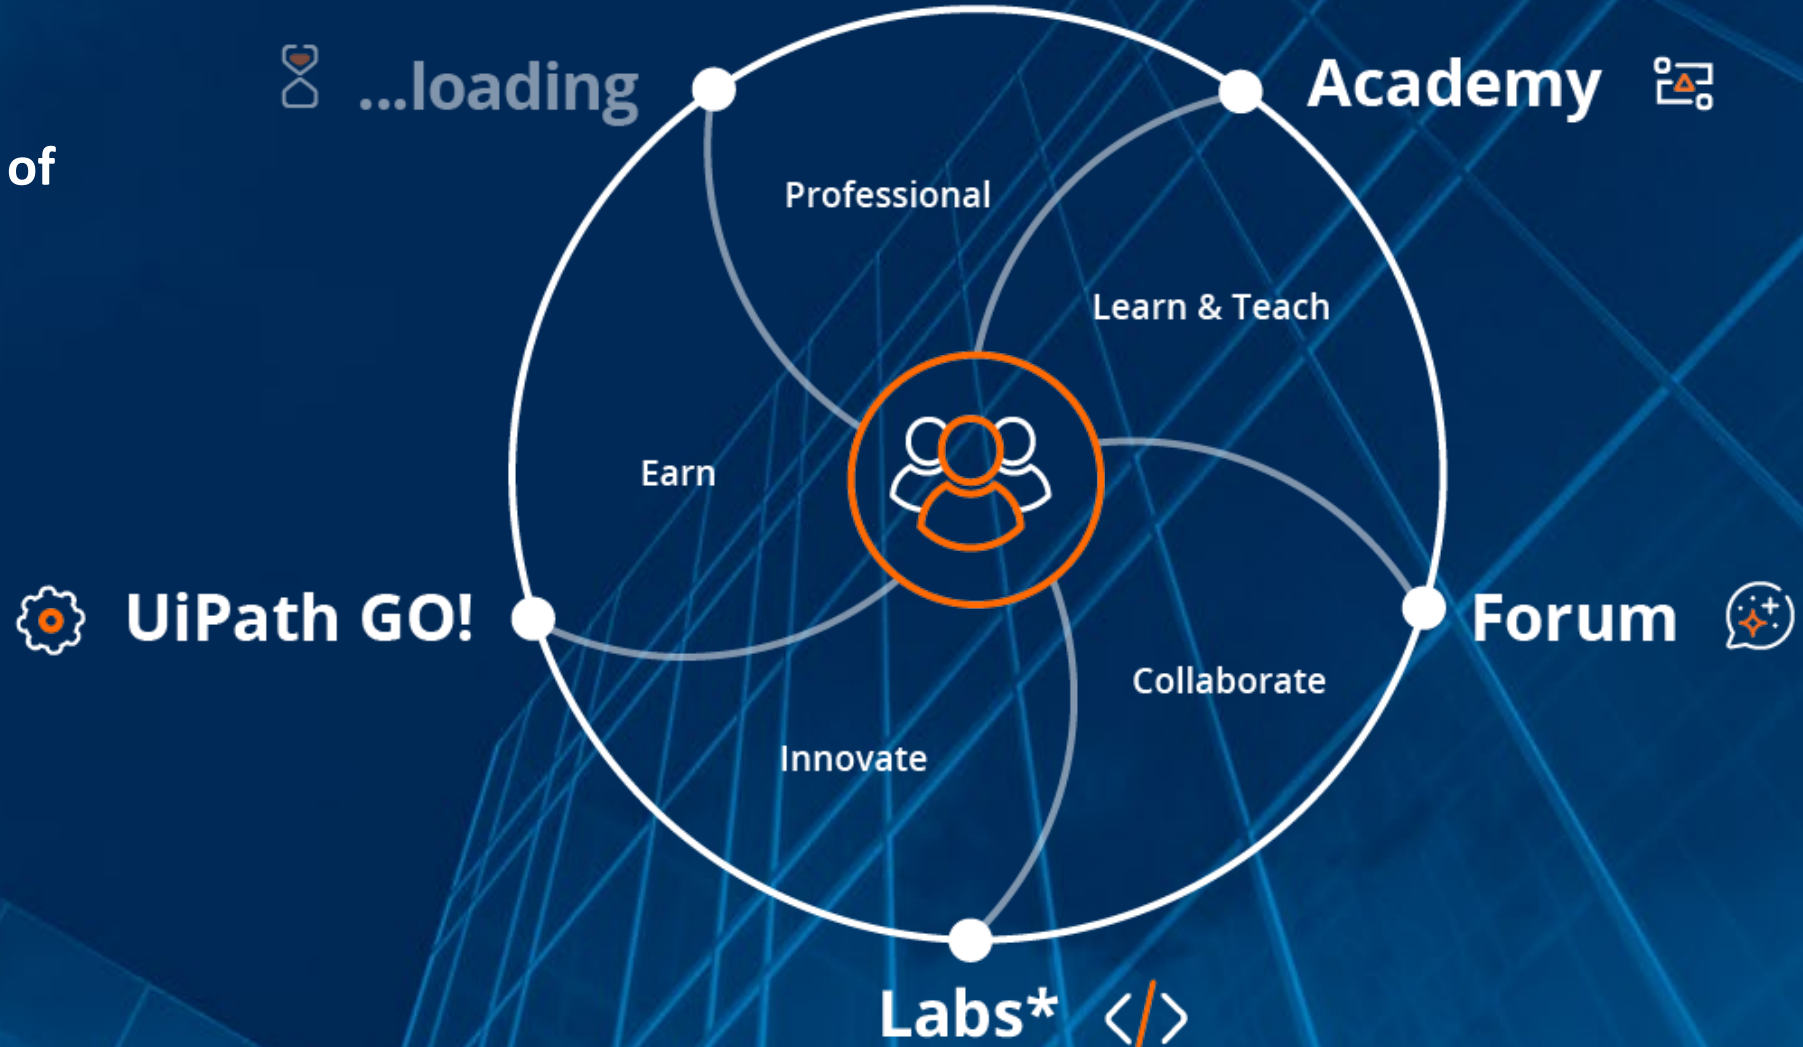 ...loading
Academy
of
Professional
Learn & Teach
Earn
UiPath GO!
Forum
Collaborate
Innovate
Labs*